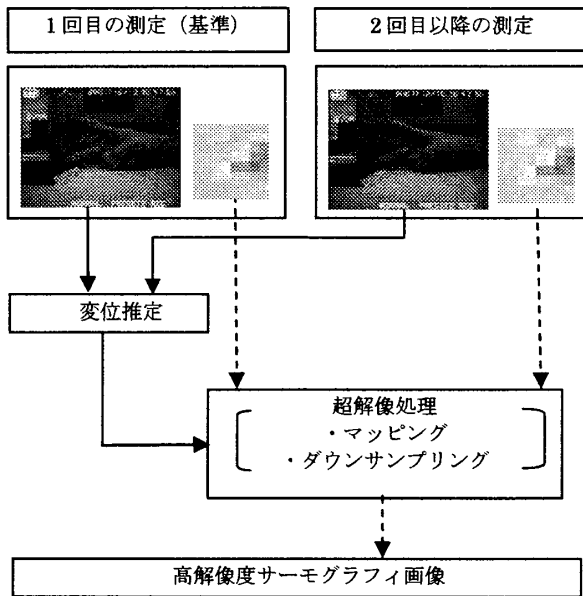 1回目の測定（基準）
2回目以降の測定
変位推定
超解像処理
・マッピング
・ダウンサンプリング
高解像度サーモグラフィ画像